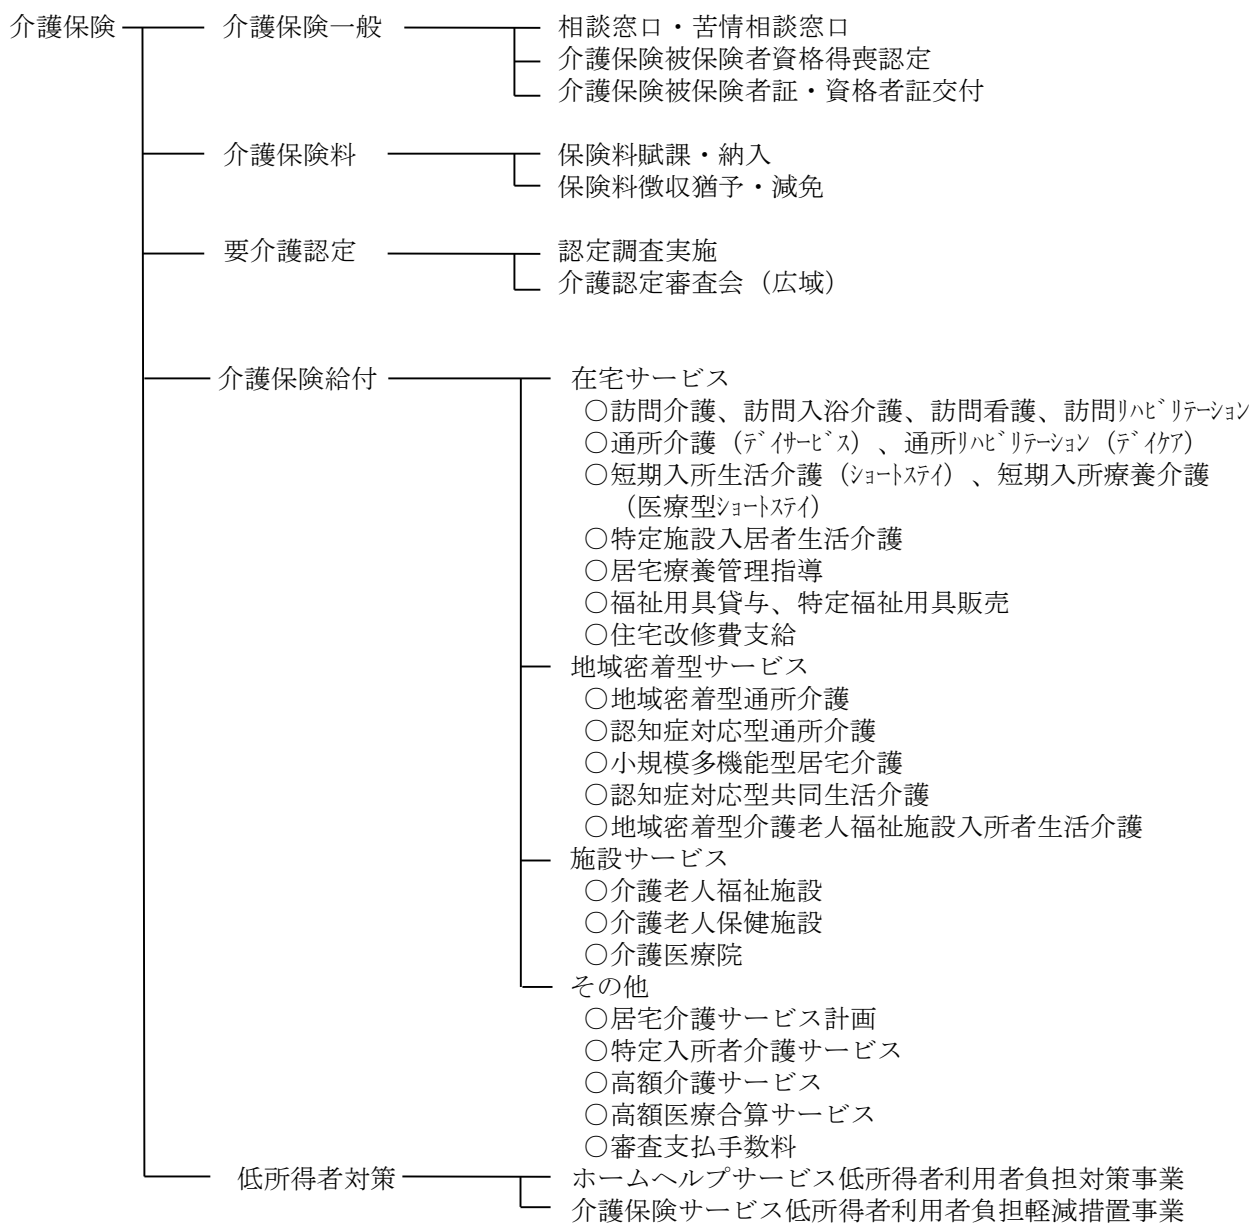 介護保険 介護保険一般 相談窓口・苦情相談窓口
介護保険被保険者資格得喪認定
介護保険被保険者証・資格者証交付
介護保険料 保険料賦課・納入
保険料徴収猶予・減免
要介護認定 認定調査実施
介護認定審査会（広域）
介護保険給付 在宅サービス
○訪問介護、訪問入浴介護、訪問看護、訪問ﾘﾊﾋﾞﾘﾃｰｼｮﾝ
○通所介護（ﾃﾞｲｻｰﾋﾞｽ）、通所ﾘﾊﾋﾞﾘﾃｰｼｮﾝ（ﾃﾞｲｹｱ）
○短期入所生活介護（ｼｮｰﾄｽﾃｲ）、短期入所療養介護
（医療型ｼｮｰﾄｽﾃｲ）
○特定施設入居者生活介護
○居宅療養管理指導
○福祉用具貸与、特定福祉用具販売
○住宅改修費支給
地域密着型サービス
○地域密着型通所介護
○認知症対応型通所介護
○小規模多機能型居宅介護
○認知症対応型共同生活介護
○地域密着型介護老人福祉施設入所者生活介護
施設サービス
○介護老人福祉施設
○介護老人保健施設
○介護医療院
その他
○居宅介護サービス計画
○特定入所者介護サービス
○高額介護サービス
○高額医療合算サービス
○審査支払手数料
低所得者対策 ホームヘルプサービス低所得者利用者負担対策事業
介護保険サービス低所得者利用者負担軽減措置事業